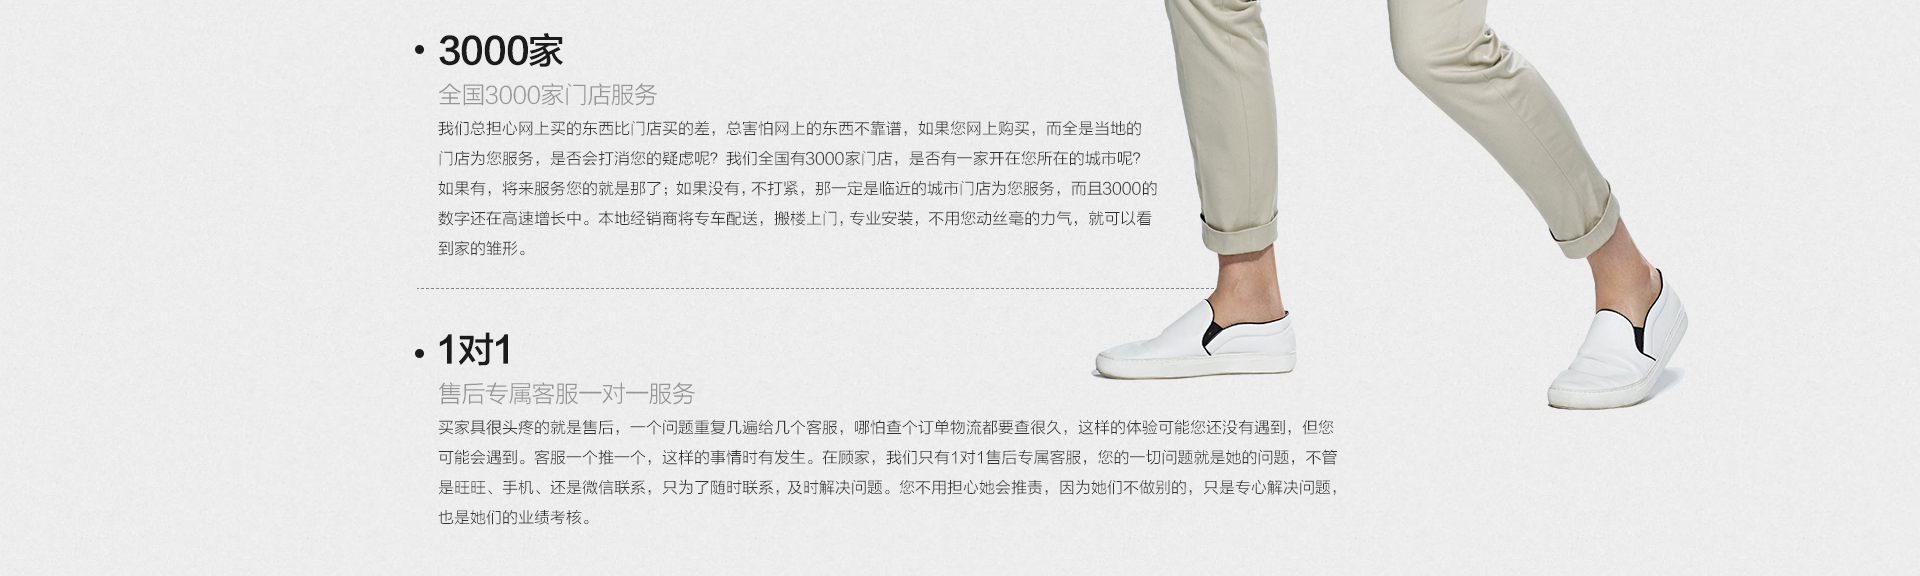 3000家
全国3000家门店服务
我们总担心网上买的东西比门店买的差，总害怕网上的东西不靠谱，如果您网上购买，而全是当地的
门店为您服务，是否会打消您的疑虑呢？我们全国有3000家门店，是否有一家开在您所在的城市呢？
如果有，将来服务您的就是那了；如果没有，不打紧，那一定是临近的城市门店为您服务，而且3000的
数字还在高速增长中。本地经销商将专车配送，搬楼上门，专业安装，不用您动丝毫的力气，就可以看
到家的雏形。
1对1
售后专属客服一对一服务
买家具很头疼的就是售后，一个问题重复几遍给几个客服，哪怕查个订单物流都要查很久，这样的体验可能您还没有遇到，但您
可能会遇到。客服一个推一个，这样的事情时有发生。在顾家，我们只有1对1售后专属客服，您的一切问题就是她的问题，不管
是旺旺、手机、还是微信联系，只为了随时联系，及时解决问题。您不用担心她会推责，因为她们不做别的，只是专心解决问题，
也是她们的业绩考核。